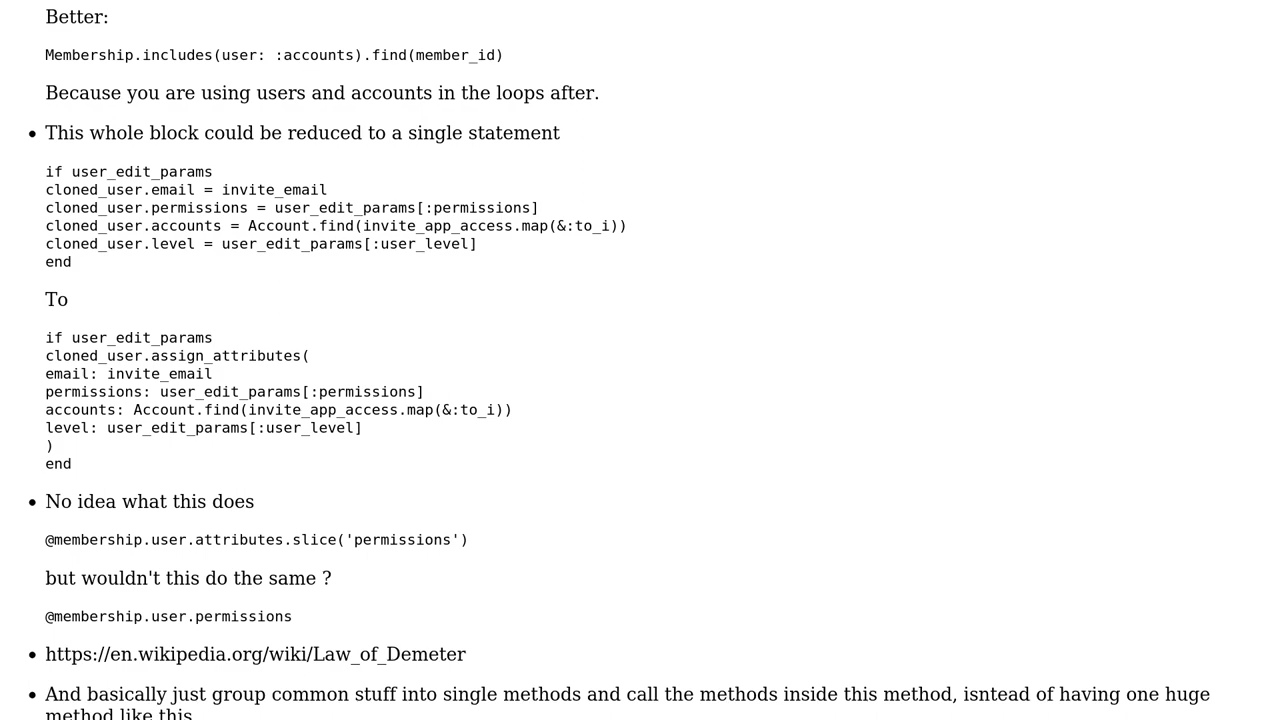 Better:
Membership.includes(user: :accounts).find(member_id)
Because you are using users and accounts in the loops after.
• This whole block could be reduced to a single statement
if user_edit_params
cloned_user.email = invite_email
cloned_user.permissions = user_edit_params[:permissions]
cloned_user.accounts = Account.find(invite_app_access.map(&:to_i))
cloned_user.level = user_edit_params[:user_level]
end
To
if user_edit_params
cloned_user.assign_attributes(
email: invite_email
permissions: user_edit_params[:permissions]
accounts: Account.find(invite_app_access.map(&:to_i))
level: user_edit_params[:user_level]
)
end
• No idea what this does
@membership.user.attributes.slice('permissions')
but wouldn't this do the same ?
@membership.user.permissions
• https://en.wikipedia.org/wiki/Law_of_Demeter
• And basically just group common stuff into single methods and call the methods inside this method, isntead of having one huge
method like this